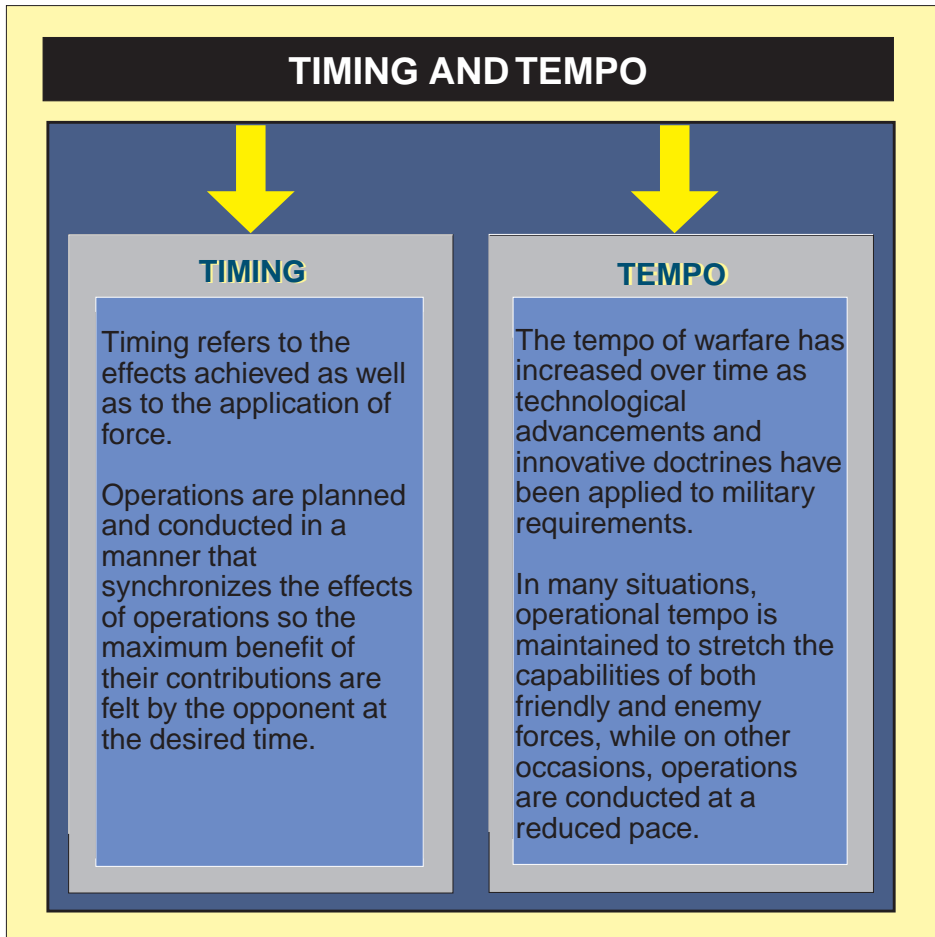 TIMING AND TEMPO
TIMING
Timing refers to the
effects achieved as well
as to the application of
force.
Operations are planned
and conducted in a
manner that
synchronizes the effects
of operations so the
maximum benefit of
their contributions are
felt by the opponent at
the desired time.
TEMPO
The tempo of warfare has
increased over time as
technological
advancements and
innovative doctrines have
been applied to military
requirements.
In many situations,
operational tempo is
maintained to stretch the
capabilities of both
friendly and enemy
forces, while on other
occasions, operations
are conducted at a
reduced pace.